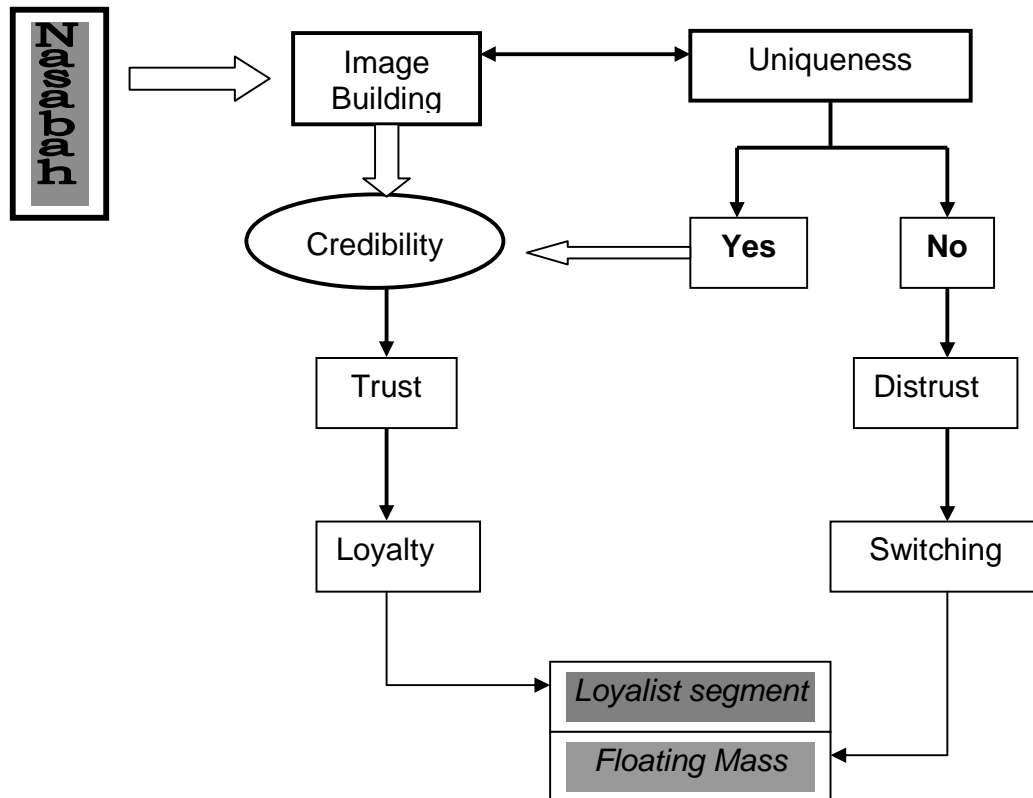 Nasabah
Image
Building
Uniqueness
Credibility
Yes
No
Trust
Distrust
Loyalty
Switching
Loyalist segment
Floating Mass